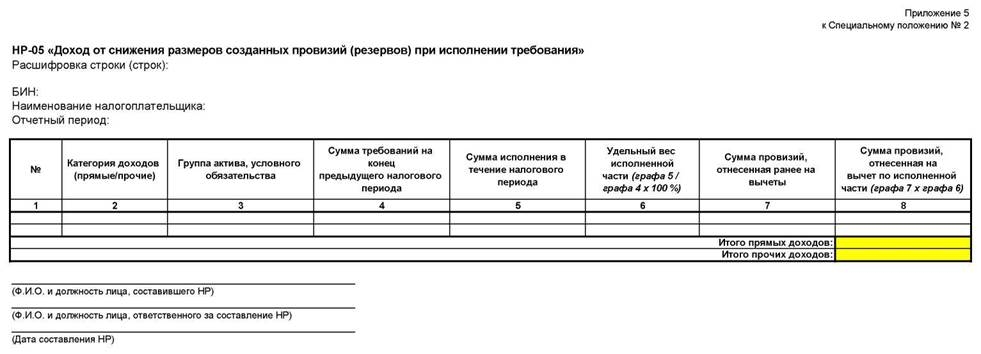 Приложение 5
к Специальному положению № 2
НР-05 «Доход от снижения размеров созданных провизий (резервов) при исполнении требования»
Расшифровка строки (строк):
БИН:
Наименование налогоплательщика:
Отчетный период:
№
Категория доходов
(прямые/прочие)
Группа актива, условного
обязательства
Сумма требований на
конец
предыдущего налогового
периода
Сумма исполнения в
течение налогового
периода
Удельный вес
исполненной
части (графа 5 /
графа 4 х 100%)
Сумма провизий,
отнесенная ранее на
вычеты
Сумма провизий,
отнесенная на
вычет по исполненной
части (графа 7 х графа 6)
1 2 3 4 5 6 7 8
Итого прямых доходов:
Итого прочих доходов:
(Ф.И.О. и должность лица, составившего НР)
(Ф.И.О. и должность лица, ответственного за составление НР)
(Дата составления НР)